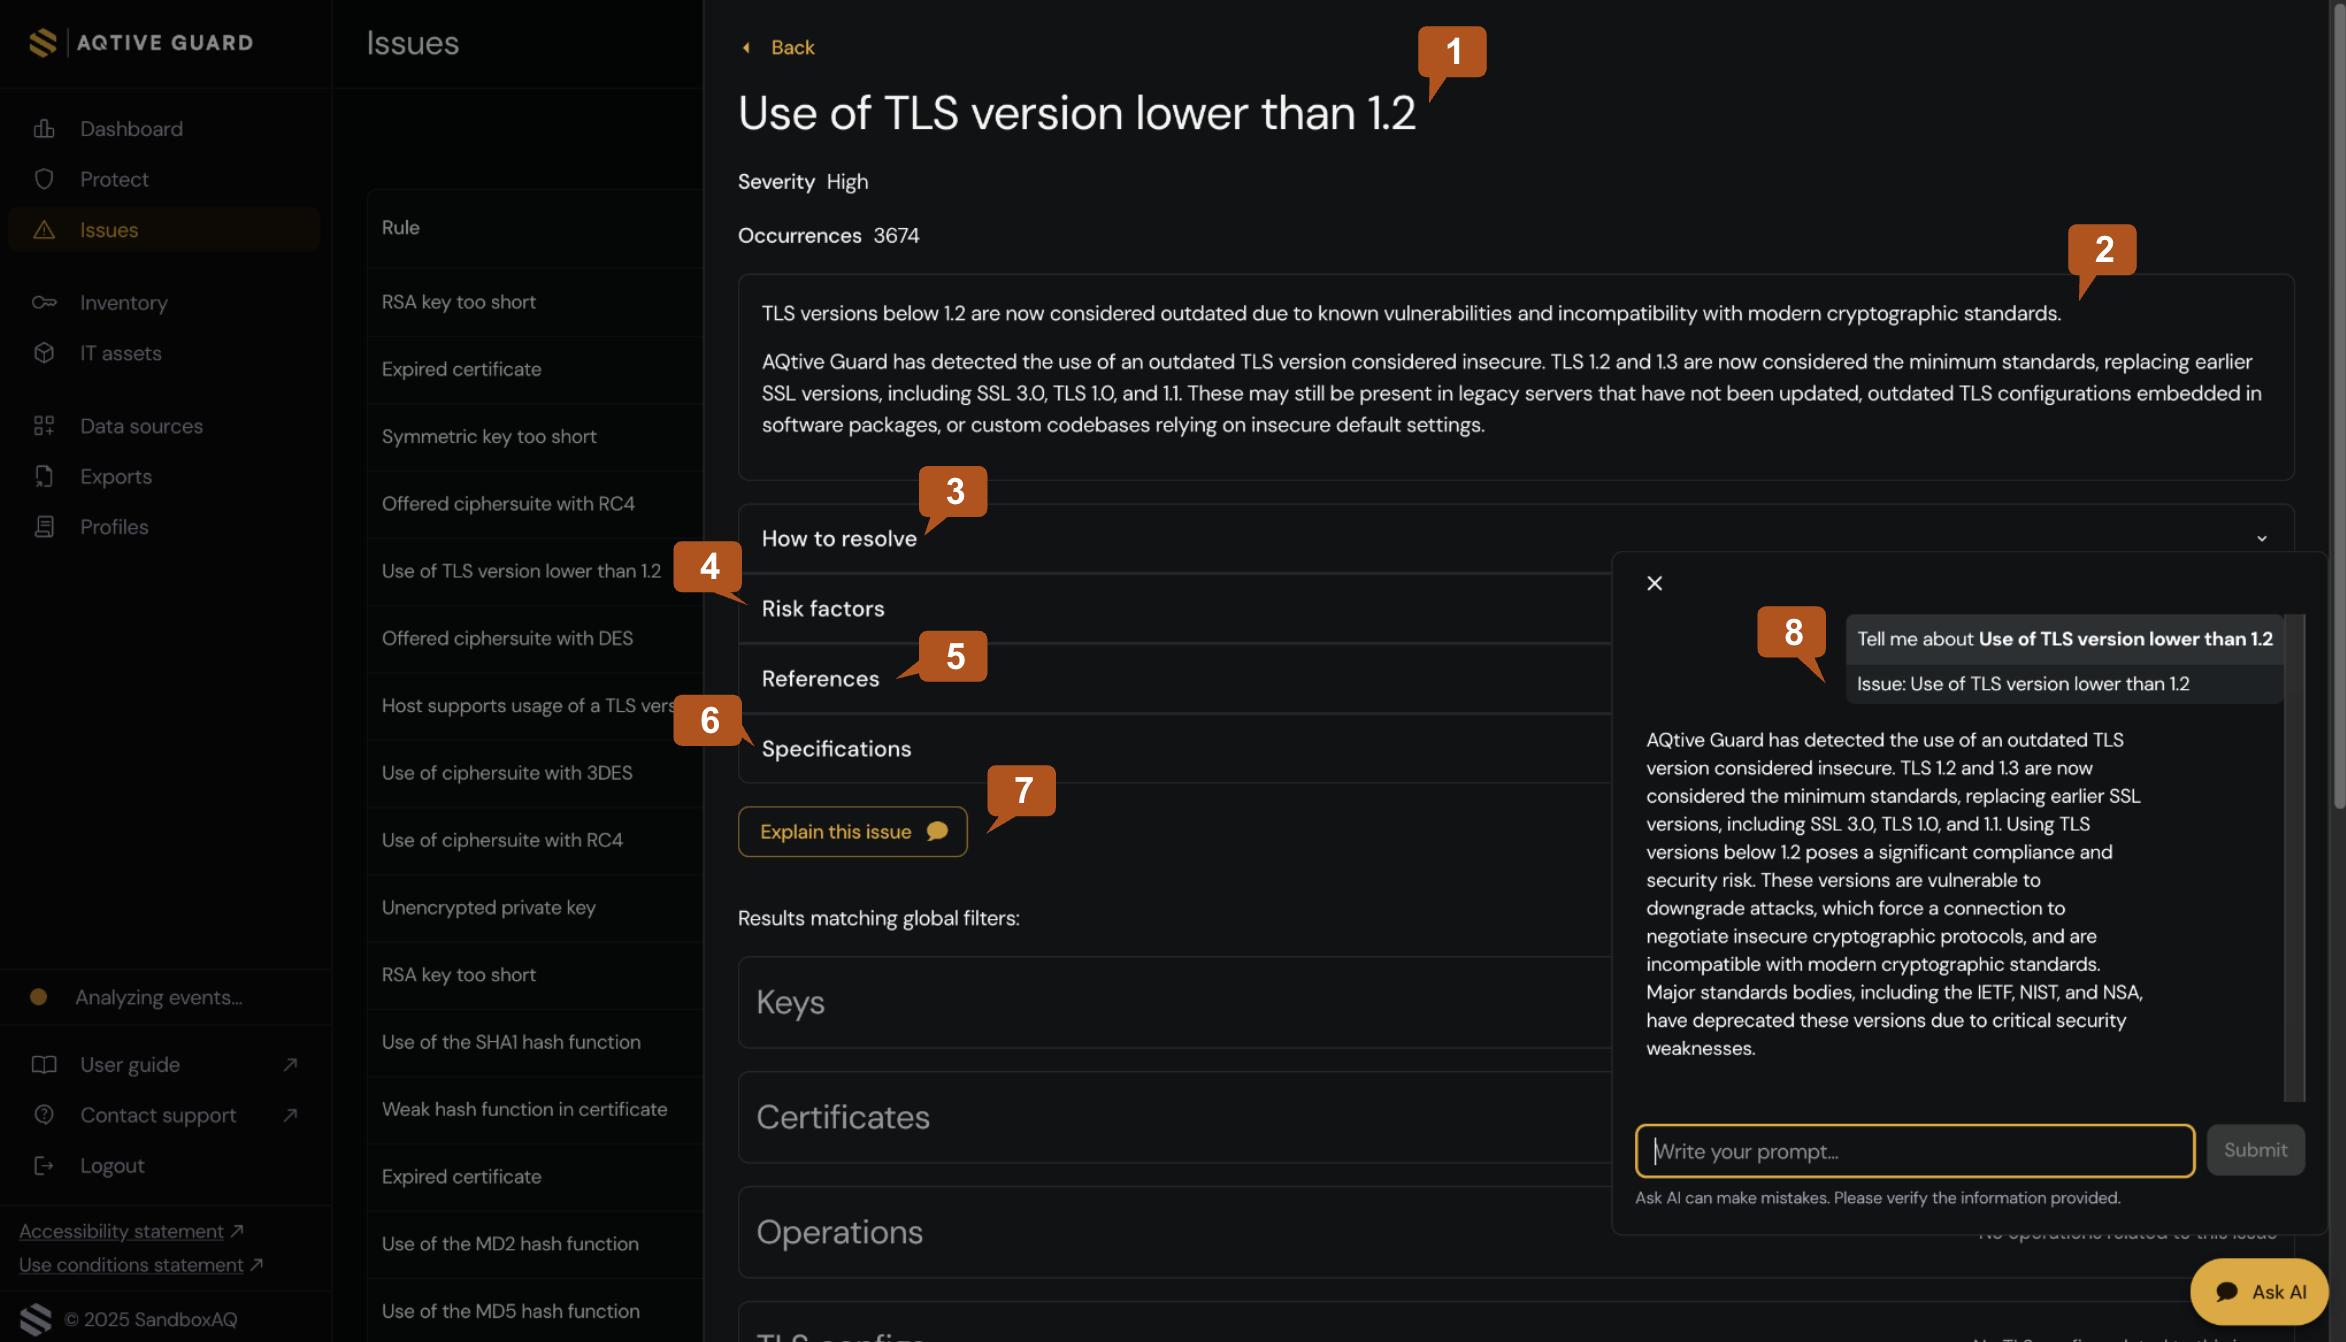 AQTIVE GUARD
Dashboard
Protect
Issues
Inventory
IT assets
Data sources
Exports
Profiles
Analyzing events...
User guide
Contact support
Logout
Accessibility statement
Use conditions statement
© 2025 SandboxAQ
Issues
Rule
RSA key too short
Expired certificate
Symmetric key too short
Offered ciphersuite with RC4
Use of TLS version lower than 1.2
Offered ciphersuite with DES
Host supports usage of a TLS vers
Use of ciphersuite with 3DES
Use of ciphersuite with RC4
Unencrypted private key
RSA key too short
Use of the SHA1 hash function
Weak hash function in certificate
Expired certificate
Use of the MD2 hash function
Use of the MD5 hash function
Back
1
Use of TLS version lower than 1.2
Severity High
Occurrences 3674
2
TLS versions below 1.2 are now considered outdated due to known vulnerabilities and incompatibility with modern cryptographic standards.
AQtive Guard has detected the use of an outdated TLS version considered insecure. TLS 1.2 and 1.3 are now considered the minimum standards, replacing earlier
SSL versions, including SSL 3.0, TLS 1.0, and 1.1. These may still be present in legacy servers that have not been updated, outdated TLS configurations embedded in
software packages, or custom codebases relying on insecure default settings.
3
How to resolve
4
Risk factors
5
References
6
Specifications
7
Explain this issue
Results matching global filters:
Keys
Certificates
Operations
No operations related to this issue
8
Tell me about Use of TLS version lower than 1.2
Issue: Use of TLS version lower than 1.2
AQtive Guard has detected the use of an outdated TLS
version considered insecure. TLS 1.2 and 1.3 are now
considered the minimum standards, replacing earlier SSL
versions, including SSL 3.0, TLS 1.0, and 1.1. Using TLS
versions below 1.2 poses a significant compliance and
security risk. These versions are vulnerable to
downgrade attacks, which force a connection to
negotiate insecure cryptographic protocols, and are
incompatible with modern cryptographic standards.
Major standards bodies, including the IETF, NIST, and NSA,
have deprecated these versions due to critical security
weaknesses.
Write your prompt...
Submit
Ask AI can make mistakes. Please verify the information provided.
Ask AI